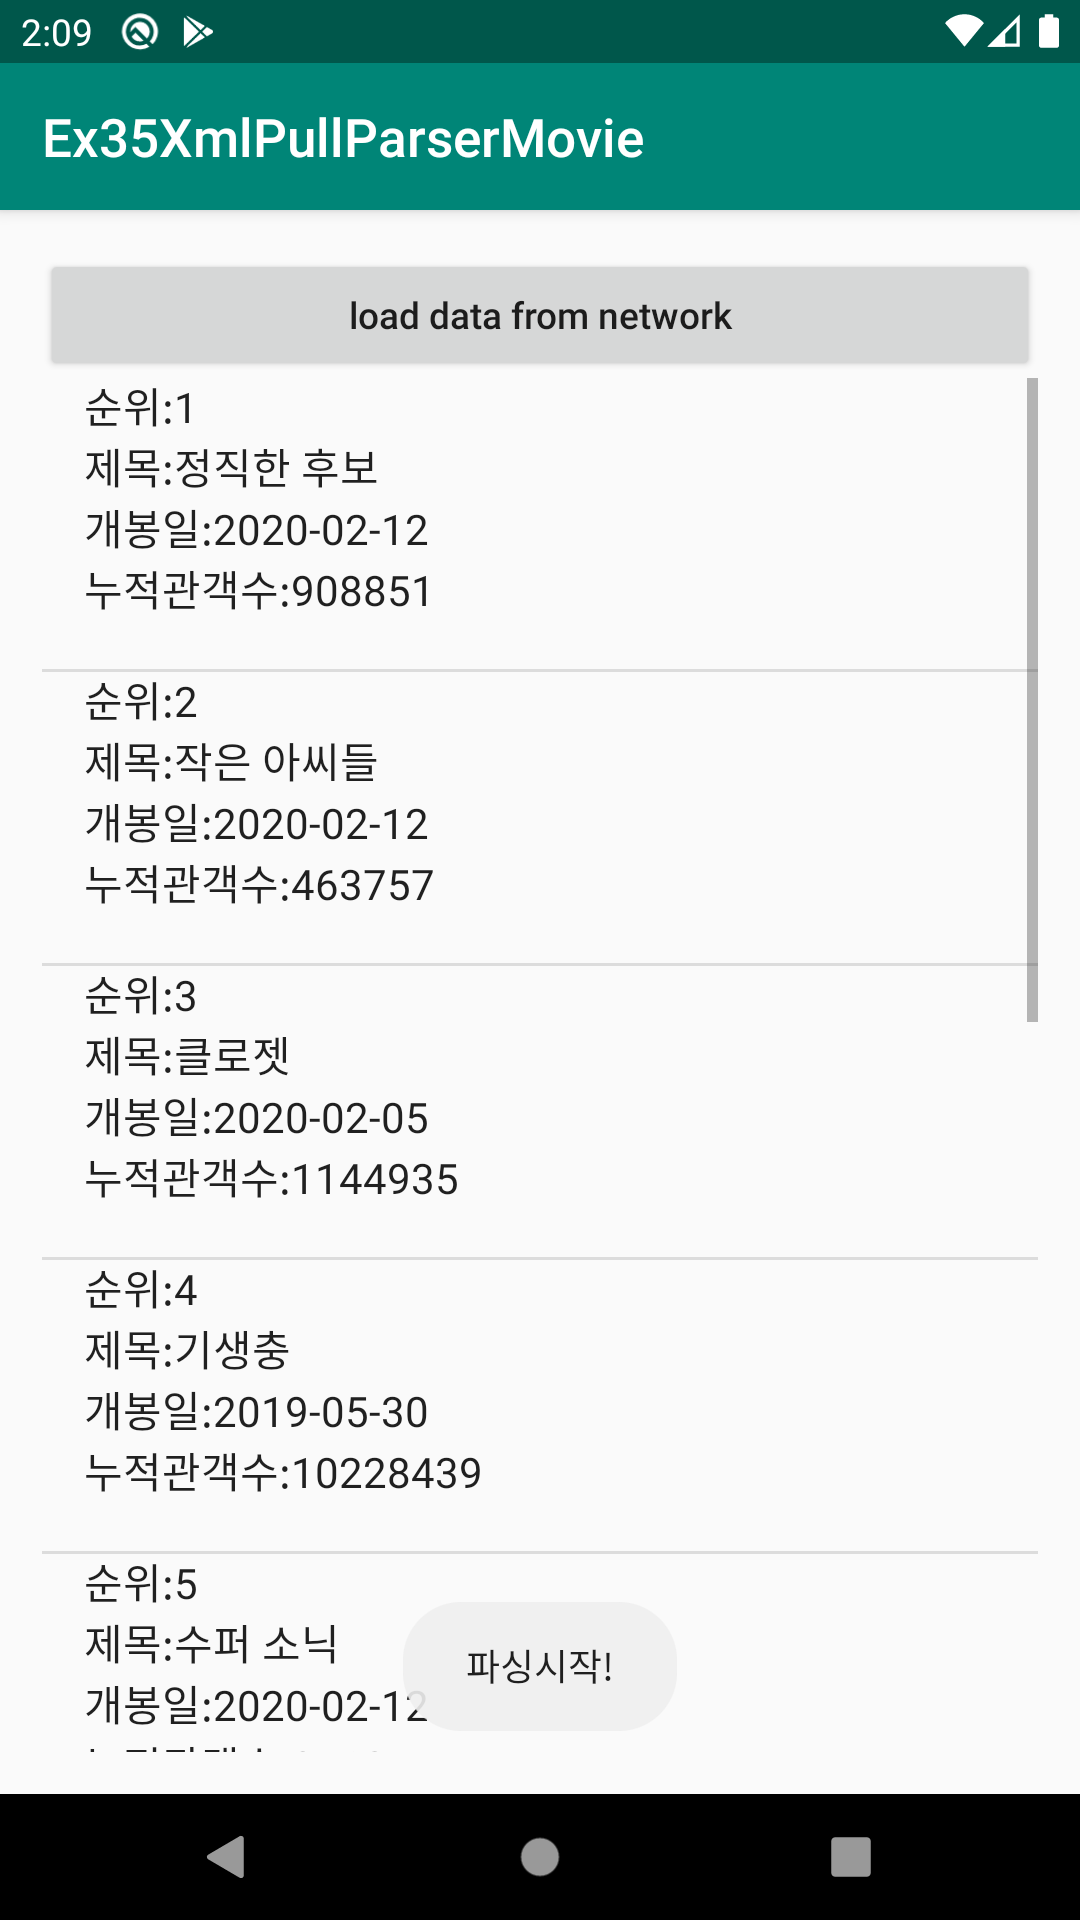 2:09
Ex35XmlPullParserMovie
load data from network
순위:1
제목:정직한 후보
개봉일:2020-02-12
누적관객수:908851
순위:2
제목:작은 아씨들
개봉일:2020-02-12
누적관객수:463757
순위:3
제목:클로젯
개봉일:2020-02-05
누적관객수:1144935
순위:4
제목:기생충
개봉일:2019-05-30
누적관객수:10228439
순위:5
제목:수퍼 소닉
파싱시작!
개봉일:2020-02-12